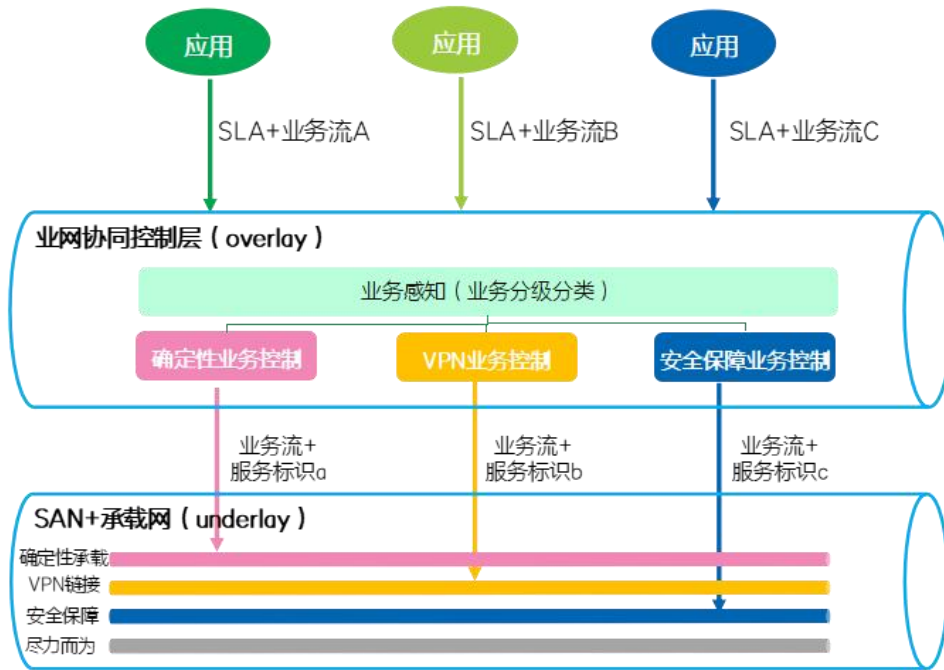 应用
应用
应用
SLA+业务流A
SLA+业务流B
SLA+业务流C
业网协同控制层（overlay）
业务感知（业务分级分类）
确定性业务控制
VPN业务控制
安全保障业务控制
业务流+
服务标识a
业务流+
服务标识b
业务流+
服务标识c
SAN+承载网（underlay）
确定性承载
VPN链接
安全保障
尽力而为